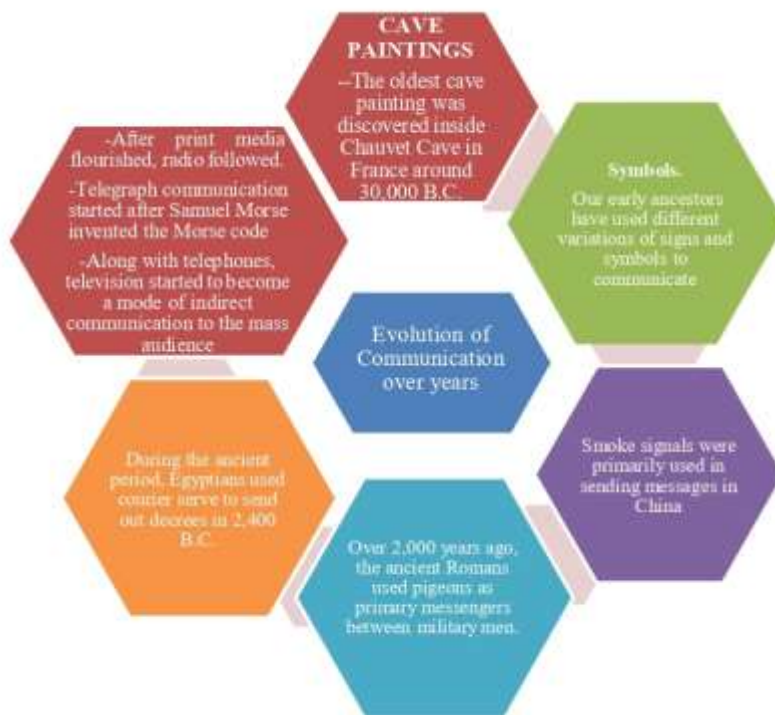 CAVE
PAINTINGS
--The oldest cave
painting was
discovered inside
Chauvet Cave in
France around
30,000 B.C.
Symbols.
Our early ancestors
have used different
variations of signs and
symbols to
communicate
Smoke signals were
primarily used in
sending messages in
China
Over 2,000 years ago,
the ancient Romans
used pigeons as
primary messengers
between military men.
During the ancient
period, Egyptians used
courier serve to send
out decrees in 2,400
B.C.
-After print media
flourished, radio followed.
-Telegraph communication
started after Samuel Morse
invented the Morse code
-Along with telephones,
television started to become
a mode of indirect
communication to the mass
audience
Evolution of
Communication
over years